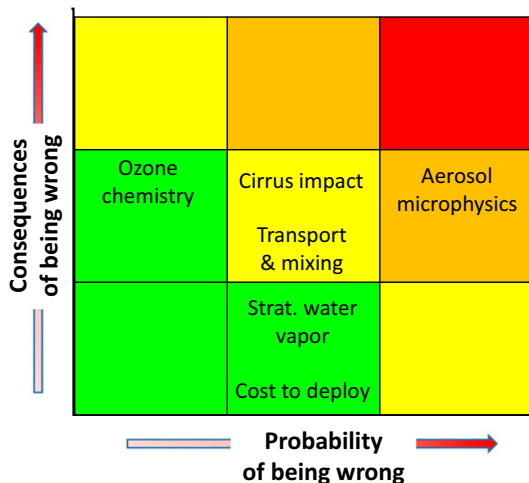 Consequences
of being wrong
Ozone
chemistry
Cirrus impact
Transport
& mixing
Aerosol
microphysics
Strat. water
vapor
Cost to deploy
Probability
of being wrong